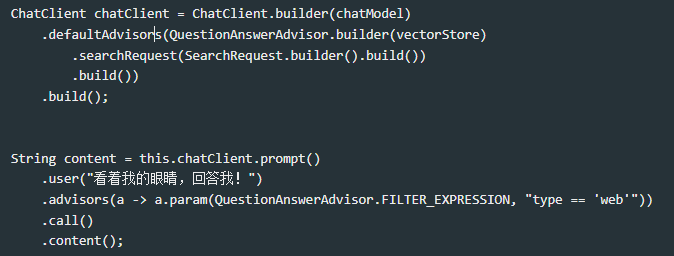 ChatClient chatClient = ChatClient.builder(chatModel)
    .defaultAdvisors(QuestionAnswerAdvisor.builder(vectorStore)
        .searchRequest(SearchRequest.builder().build())
        .build())
    .build();
String content = this.chatClient.prompt()
    .user("看着我的眼睛，回答我！")
    .advisors(a -> a.param(QuestionAnswerAdvisor.FILTER_EXPRESSION, "type == 'web'"))
    .call()
    .content();